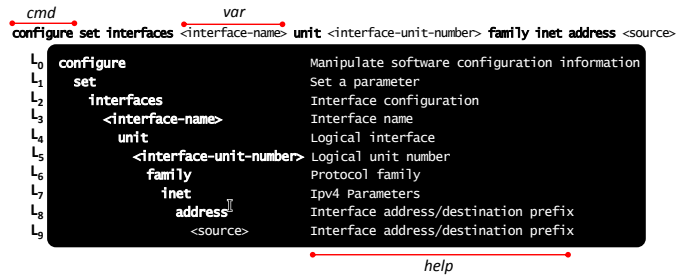 cmd var
configure set interfaces <interface-name> unit <interface-unit-number> family inet address <source>
L0 configure Manipulate software configuration information
L1 set Set a parameter
L2 interfaces Interface configuration
L3 <interface-name> Interface name
L4 unit Logical interface
L5 <interface-unit-number> Logical unit number
L6 family Protocol family
L7 inet Ipv4 Parameters
L8 address Interface address/destination prefix
L9 <source> Interface address/destination prefix
help